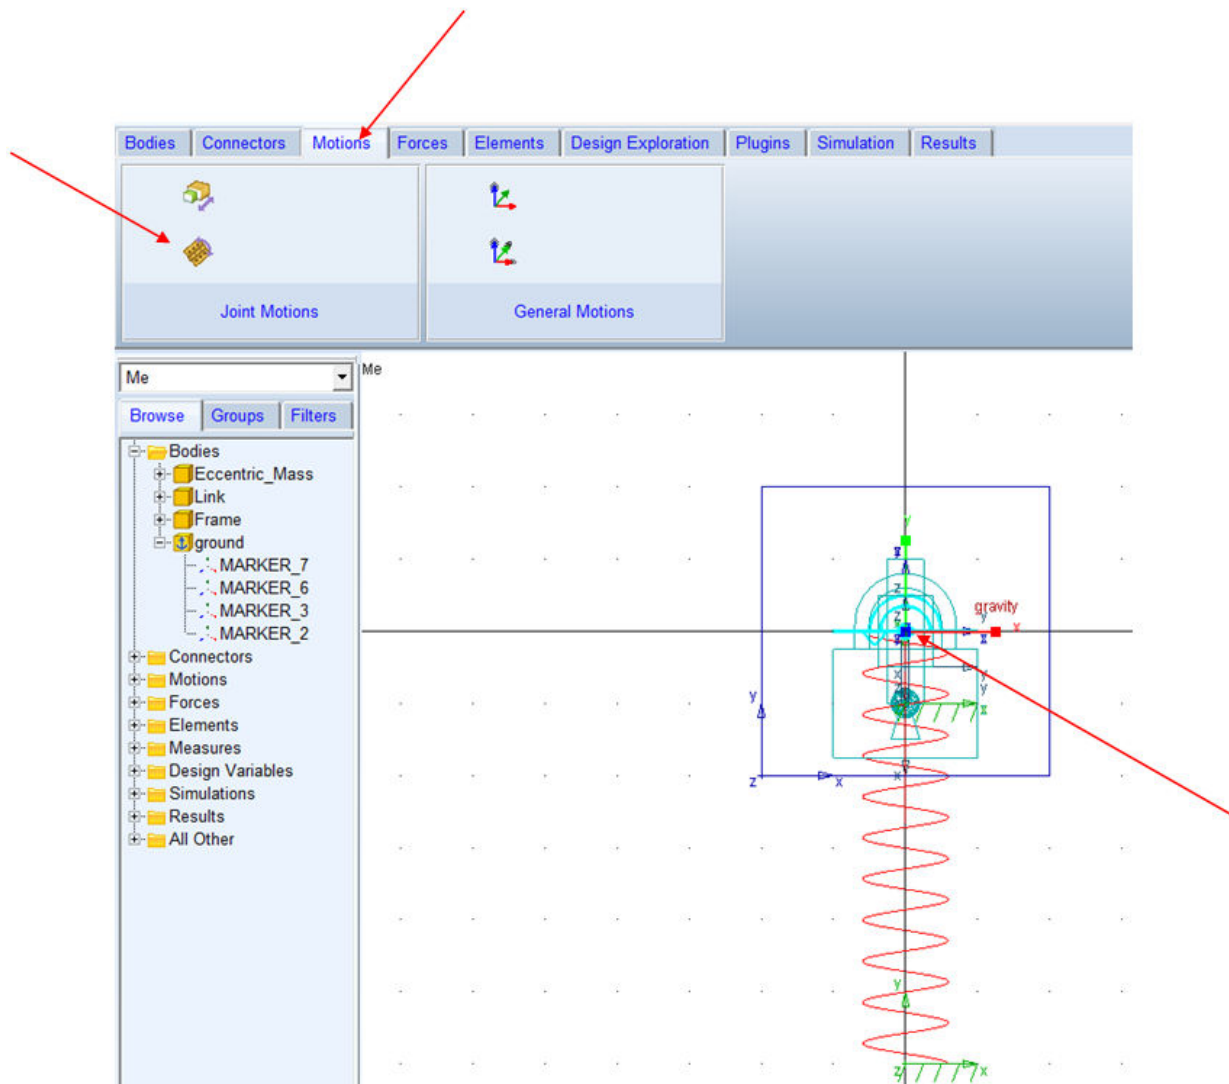 Bodies Connectors Motions Forces Elements Design Exploration Plugins Simulation Results
Joint Motions General Motions
Me
Browse Groups Filters
Bodies
Eccentric_Mass
Link
Frame
ground
MARKER_7
MARKER_6
MARKER_3
MARKER_2
Connectors
Motions
Forces
Elements
Measures
Design Variables
Simulations
Results
All Other
Me
y
z
gravity
y
x
x
y
y
y
z x
x
y
z x